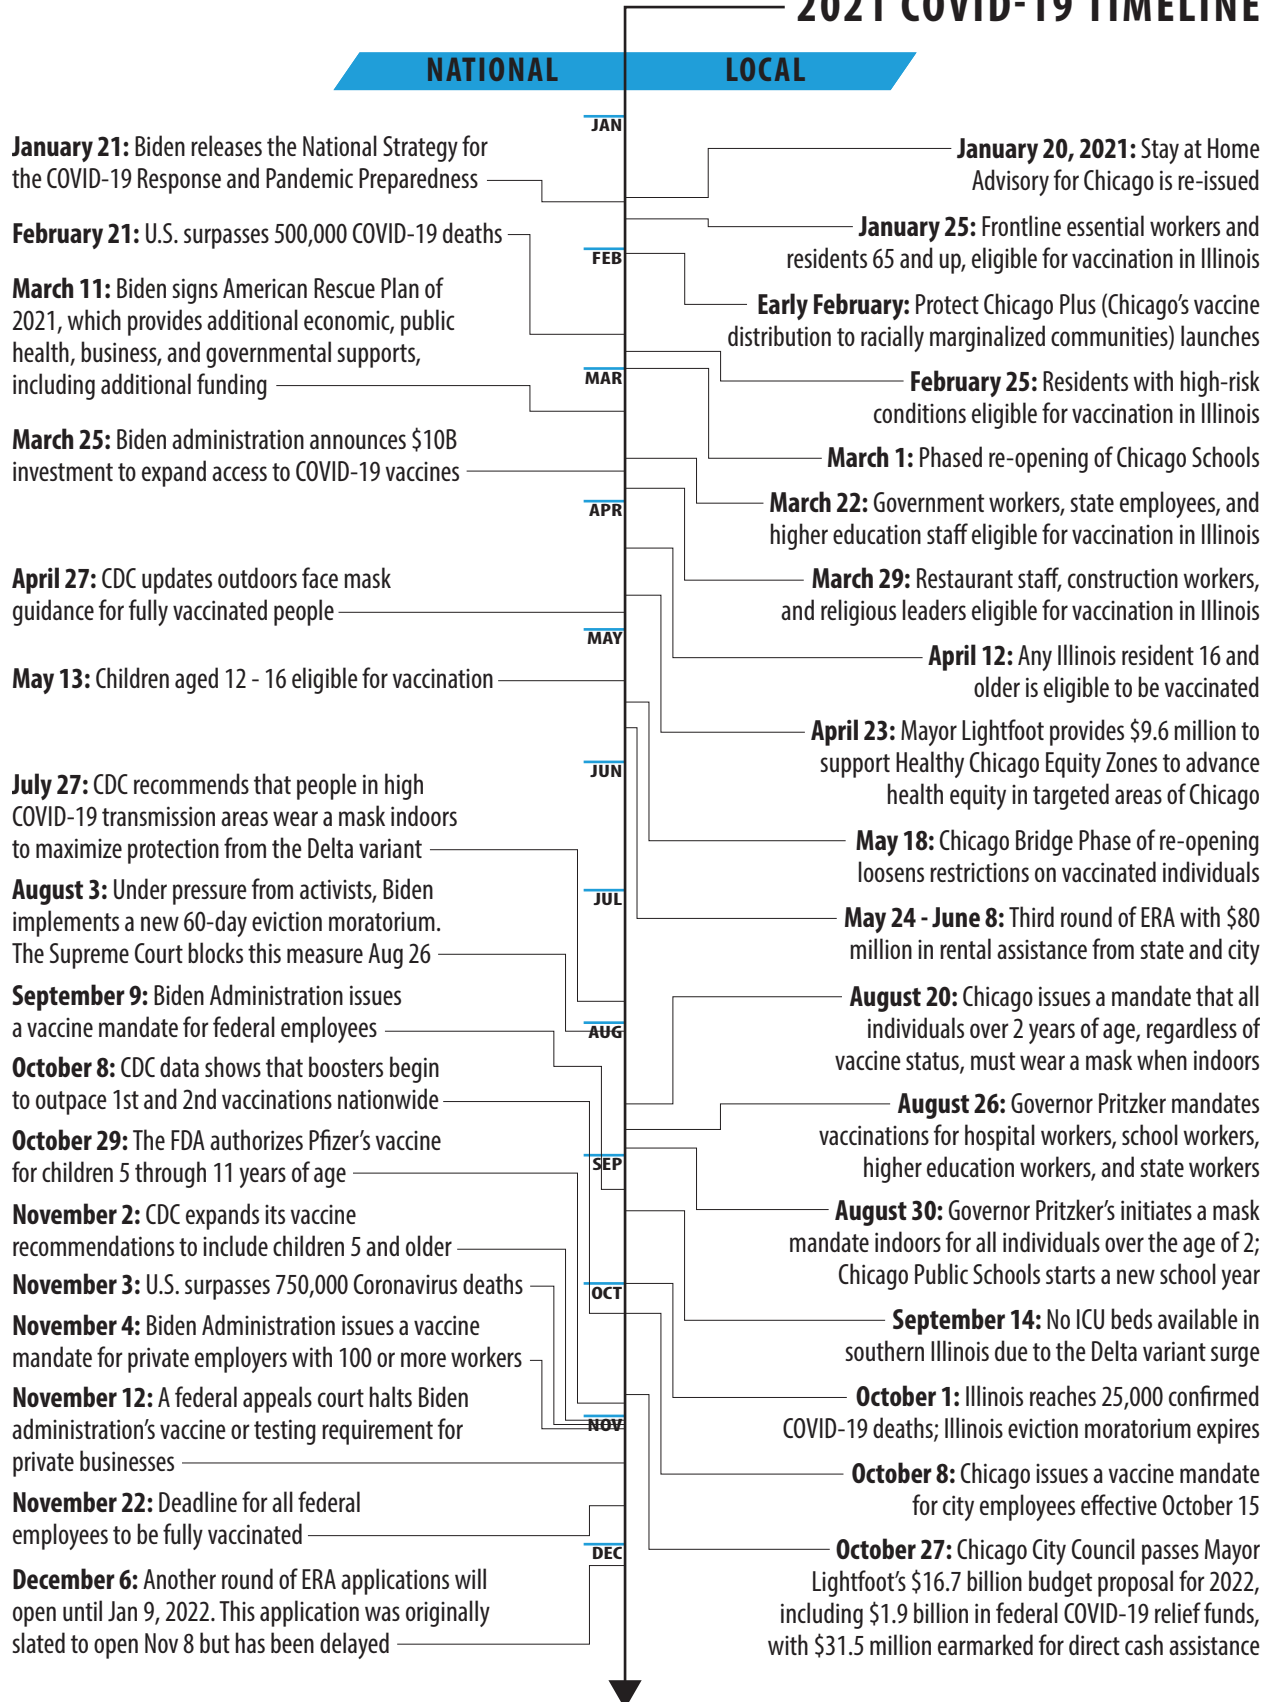 2021 COVID-19 TIMELINE
NATIONAL
LOCAL
JAN
FEB
MAR
APR
MAY
JUN
JUL
AUG
SEP
OCT
NOV
DEC
January 21: Biden releases the National Strategy for
the COVID-19 Response and Pandemic Preparedness
February 21: U.S. surpasses 500,000 COVID-19 deaths
March 11: Biden signs American Rescue Plan of
2021, which provides additional economic, public
health, business, and governmental supports,
including additional funding
March 25: Biden administration announces $10B
investment to expand access to COVID-19 vaccines
April 27: CDC updates outdoors face mask
guidance for fully vaccinated people
May 13: Children aged 12 - 16 eligible for vaccination
July 27: CDC recommends that people in high
COVID-19 transmission areas wear a mask indoors
to maximize protection from the Delta variant
August 3: Under pressure from activists, Biden
implements a new 60-day eviction moratorium.
The Supreme Court blocks this measure Aug 26
September 9: Biden Administration issues
a vaccine mandate for federal employees
October 8: CDC data shows that boosters begin
to outpace 1st and 2nd vaccinations nationwide
October 29: The FDA authorizes Pfizer’s vaccine
for children 5 through 11 years of age
November 2: CDC expands its vaccine
recommendations to include children 5 and older
November 3: U.S. surpasses 750,000 Coronavirus deaths
November 4: Biden Administration issues a vaccine
mandate for private employers with 100 or more workers
November 12: A federal appeals court halts Biden
administration’s vaccine or testing requirement for
private businesses
November 22: Deadline for all federal
employees to be fully vaccinated
December 6: Another round of ERA applications will
open until Jan 9, 2022. This application was originally
slated to open Nov 8 but has been delayed
January 20, 2021: Stay at Home
Advisory for Chicago is re-issued
January 25: Frontline essential workers and
residents 65 and up, eligible for vaccination in Illinois
Early February: Protect Chicago Plus (Chicago’s vaccine
distribution to racially marginalized communities) launches
February 25: Residents with high-risk
conditions eligible for vaccination in Illinois
March 1: Phased re-opening of Chicago Schools
March 22: Government workers, state employees, and
higher education staff eligible for vaccination in Illinois
March 29: Restaurant staff, construction workers,
and religious leaders eligible for vaccination in Illinois
April 12: Any Illinois resident 16 and
older is eligible to be vaccinated
April 23: Mayor Lightfoot provides $9.6 million to
support Healthy Chicago Equity Zones to advance
health equity in targeted areas of Chicago
May 18: Chicago Bridge Phase of re-opening
loosens restrictions on vaccinated individuals
May 24 - June 8: Third round of ERA with $80
million in rental assistance from state and city
August 20: Chicago issues a mandate that all
individuals over 2 years of age, regardless of
vaccine status, must wear a mask when indoors
August 26: Governor Pritzker mandates
vaccinations for hospital workers, school workers,
higher education workers, and state workers
August 30: Governor Pritzker’s initiates a mask
mandate indoors for all individuals over the age of 2;
Chicago Public Schools starts a new school year
September 14: No ICU beds available in
southern Illinois due to the Delta variant surge
October 1: Illinois reaches 25,000 confirmed
COVID-19 deaths; Illinois eviction moratorium expires
October 8: Chicago issues a vaccine mandate
for city employees effective October 15
October 27: Chicago City Council passes Mayor
Lightfoot’s $16.7 billion budget proposal for 2022,
including $1.9 billion in federal COVID-19 relief funds,
with $31.5 million earmarked for direct cash assistance